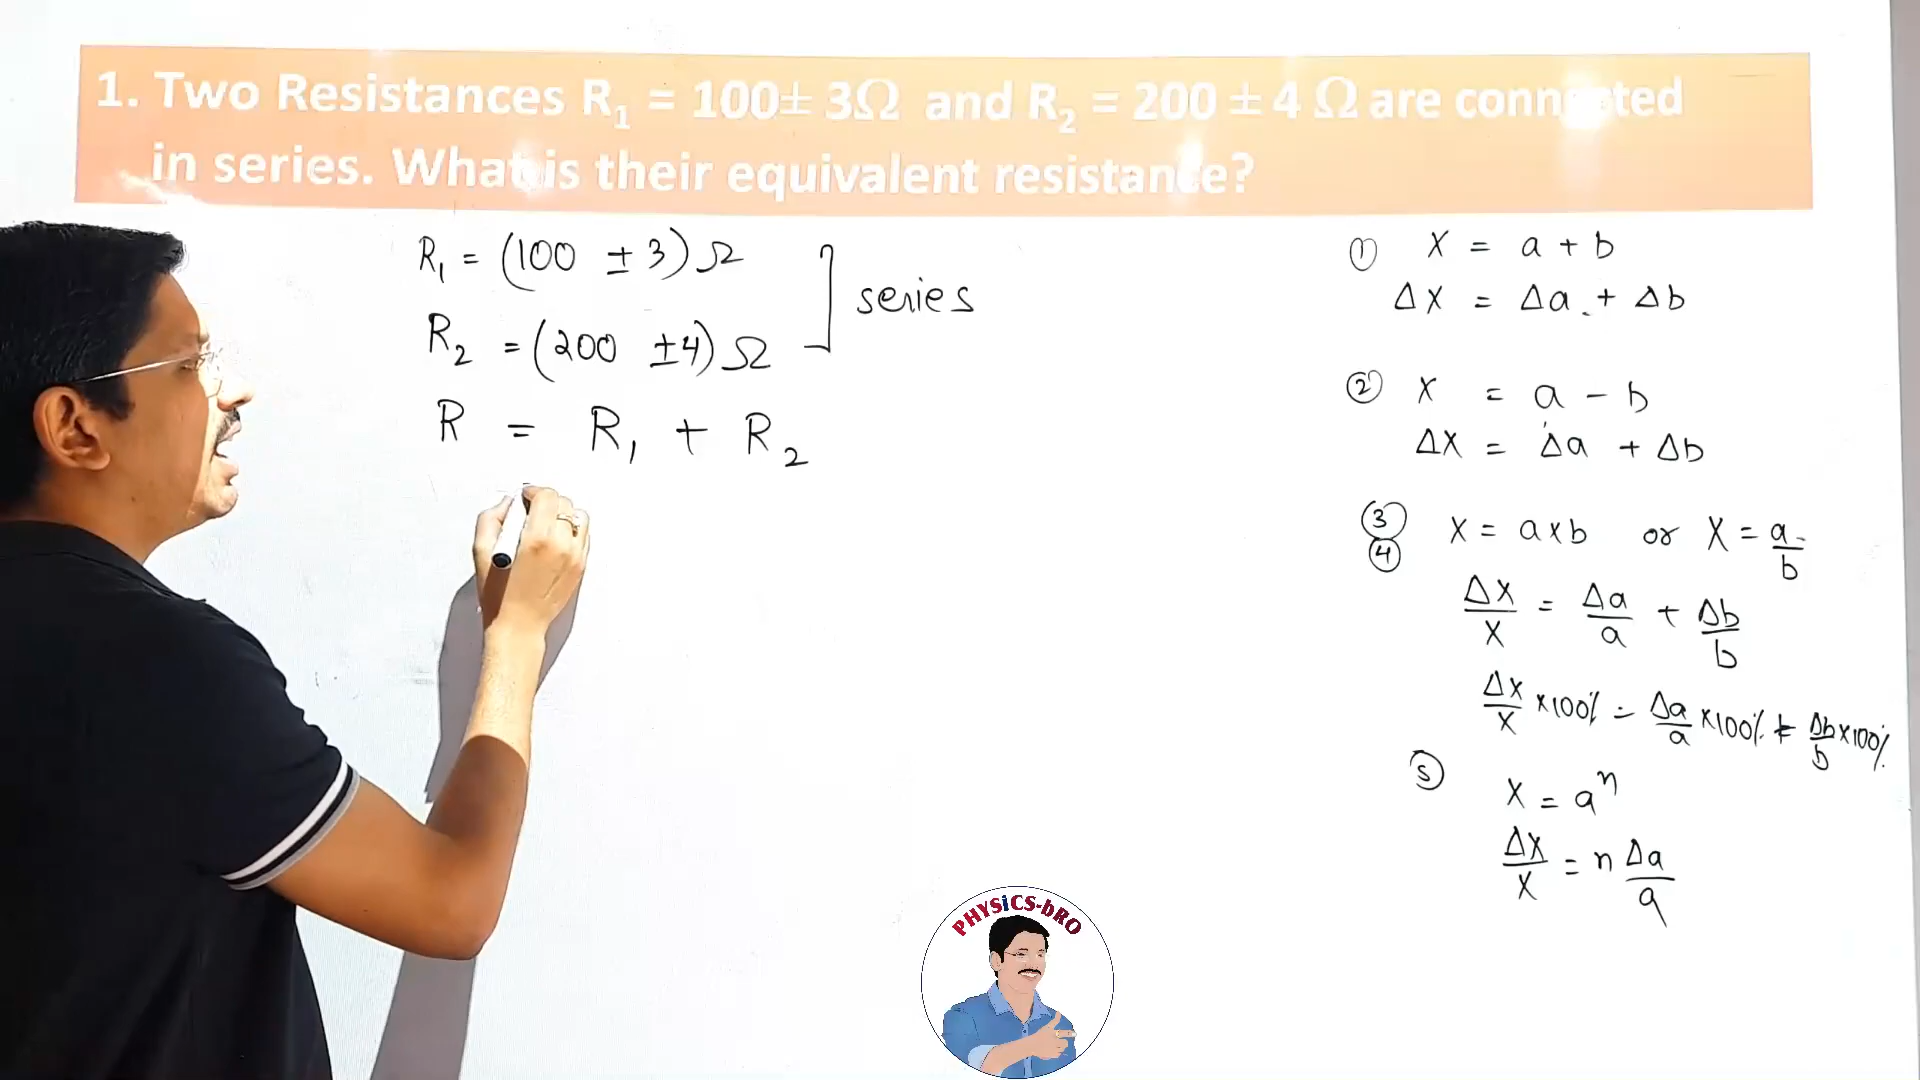 1. Two Resistances R₁ = 100± 3Ω and R₂ = 200 ± 4 Ω are connected
in series. What is their equivalent resistance?
R₁ = (100 ± 3) Ω
R₂ = (200 ±4) Ω
] series
R = R₁ + R₂
① X = a + b
ΔX = Δa + Δb
② X = a - b
ΔX = Δa + Δb
③ ④ X = a x b or X = a/b
ΔX/X = Δa/a + Δb/b
ΔX/X x 100% = Δa/a x 100% + Δb/b x 100%
⑤ X = aⁿ
ΔX/X = n Δa/a
PHYSiCS-bRO